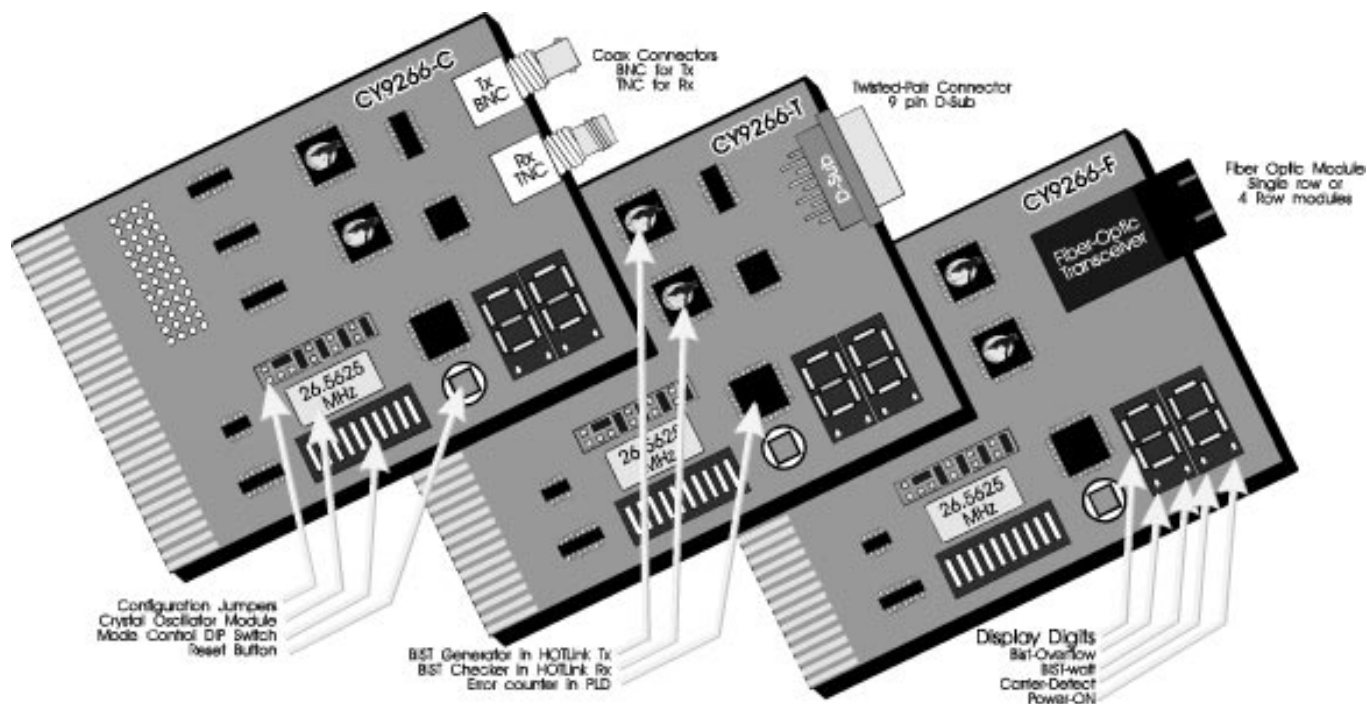 CY9266-C
Tx
BNC
Rx
TNC
Coax Connectors
BNC for Tx
TNC for Rx
26.5625
MHz
Configuration Jumpers
Crystal Oscillator Module
Mode Control DIP Switch
Reset Button
CY9266-T
D-Sub
Twisted-Pair Connector
9 pin D-Sub
26.5625
MHz
BIST Generator in HOTLink Tx
BIST Checker in HOTLink Rx
Error counter in PLD
CY9266-F
Fiber-Optic
Transceiver
Fiber Optic Modules
Single row or
4 Row modules
26.5625
MHz
Display Digits
Bist-Overflow
BIST-wait
Carrier-Detect
Power-ON